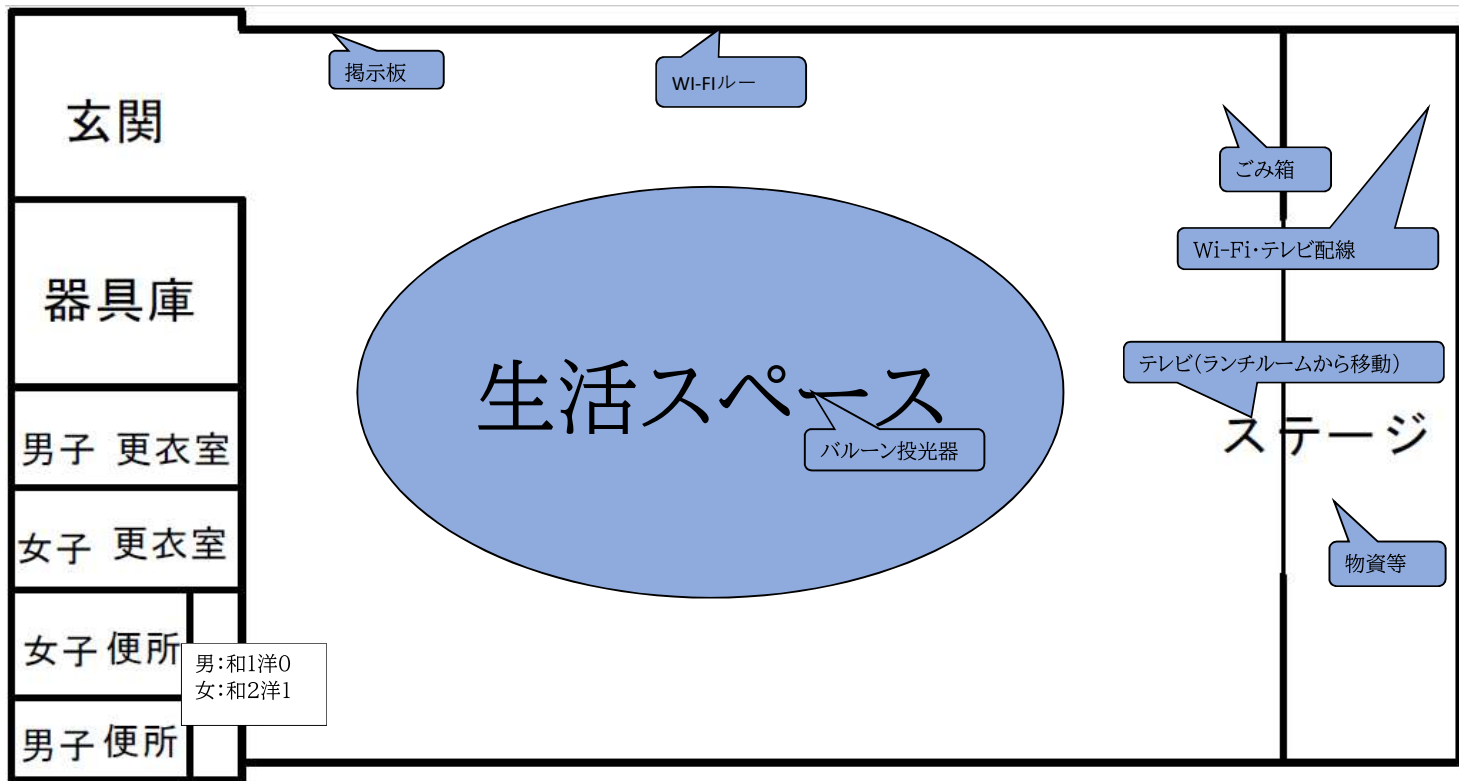 掲示板
WI-FIルー
玄関
ごみ箱
Wi-Fi・テレビ配線
器具庫
テレビ(ランチルームから移動)
生活スペース
バルーン投光器
ステージ
男子 更衣室
女子 更衣室
物資等
女子 便所
男:和1洋0
女:和2洋1
男子 便所